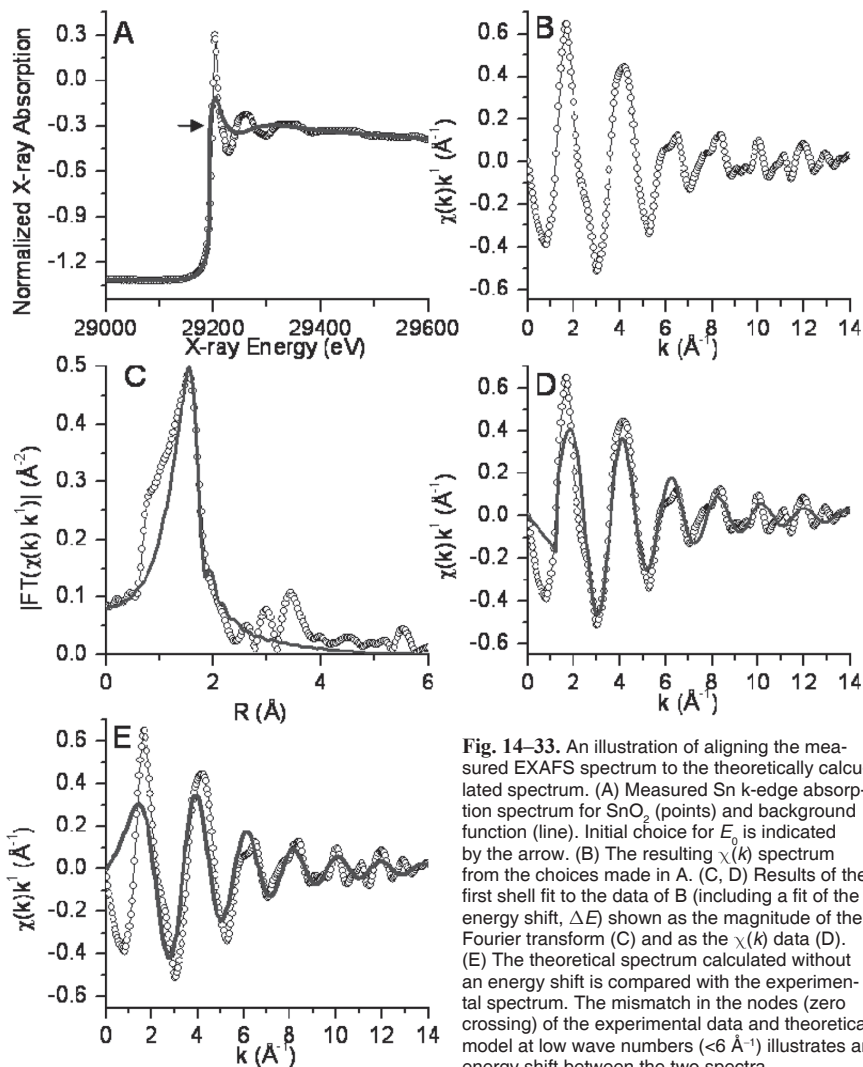 A
Normalized X-ray Absorption
0.3
0.0
-0.3
-0.6
-0.9
-1.2
29000 29200 29400 29600
X-ray Energy (eV)
B
χ(k)k¹ (Å⁻¹)
0.6
0.4
0.2
0.0
-0.2
-0.4
-0.6
0 2 4 6 8 10 12 14
k (Å⁻¹)
C
|FT(χ(k) k¹)| (Å⁻²)
0.5
0.4
0.3
0.2
0.1
0.0
0 2 4 6
R (Å)
D
χ(k)k¹ (Å⁻¹)
0.6
0.4
0.2
0.0
-0.2
-0.4
-0.6
0 2 4 6 8 10 12 14
k (Å⁻¹)
E
χ(k)k¹ (Å⁻¹)
0.6
0.4
0.2
0.0
-0.2
-0.4
-0.6
0 2 4 6 8 10 12 14
k (Å⁻¹)
Fig. 14–33. An illustration of aligning the mea-
sured EXAFS spectrum to the theoretically calcu
lated spectrum. (A) Measured Sn k-edge absorp-
tion spectrum for SnO₂ (points) and background
function (line). Initial choice for E₀ is indicated
by the arrow. (B) The resulting χ(k) spectrum
from the choices made in A. (C, D) Results of the
first shell fit to the data of B (including a fit of the
energy shift, ΔE) shown as the magnitude of the
Fourier transform (C) and as the χ(k) data (D).
(E) The theoretical spectrum calculated without
an energy shift is compared with the experimen-
tal spectrum. The mismatch in the nodes (zero
crossing) of the experimental data and theoretica
model at low wave numbers (<6 Å⁻¹) illustrates an
energy shift between the two spectra